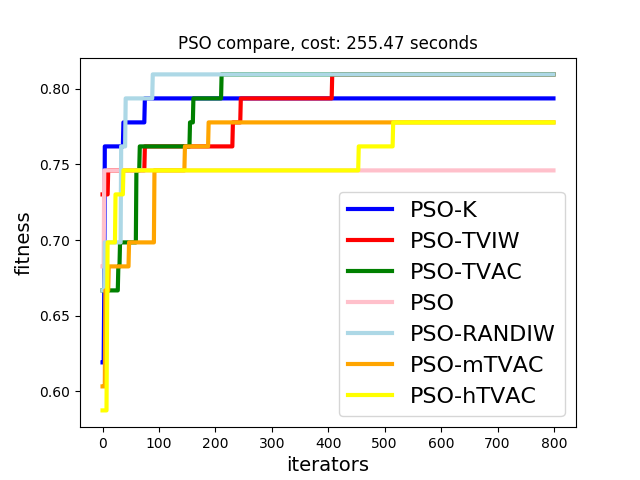 PSO compare, cost: 255.47 seconds
fitness
0.80
0.75
0.70
0.65
0.60
PSO-K
PSO-TVIW
PSO-TVAC
PSO
PSO-RANDIW
PSO-mTVAC
PSO-hTVAC
0 100 200 300 400 500 600 700 800
iterators